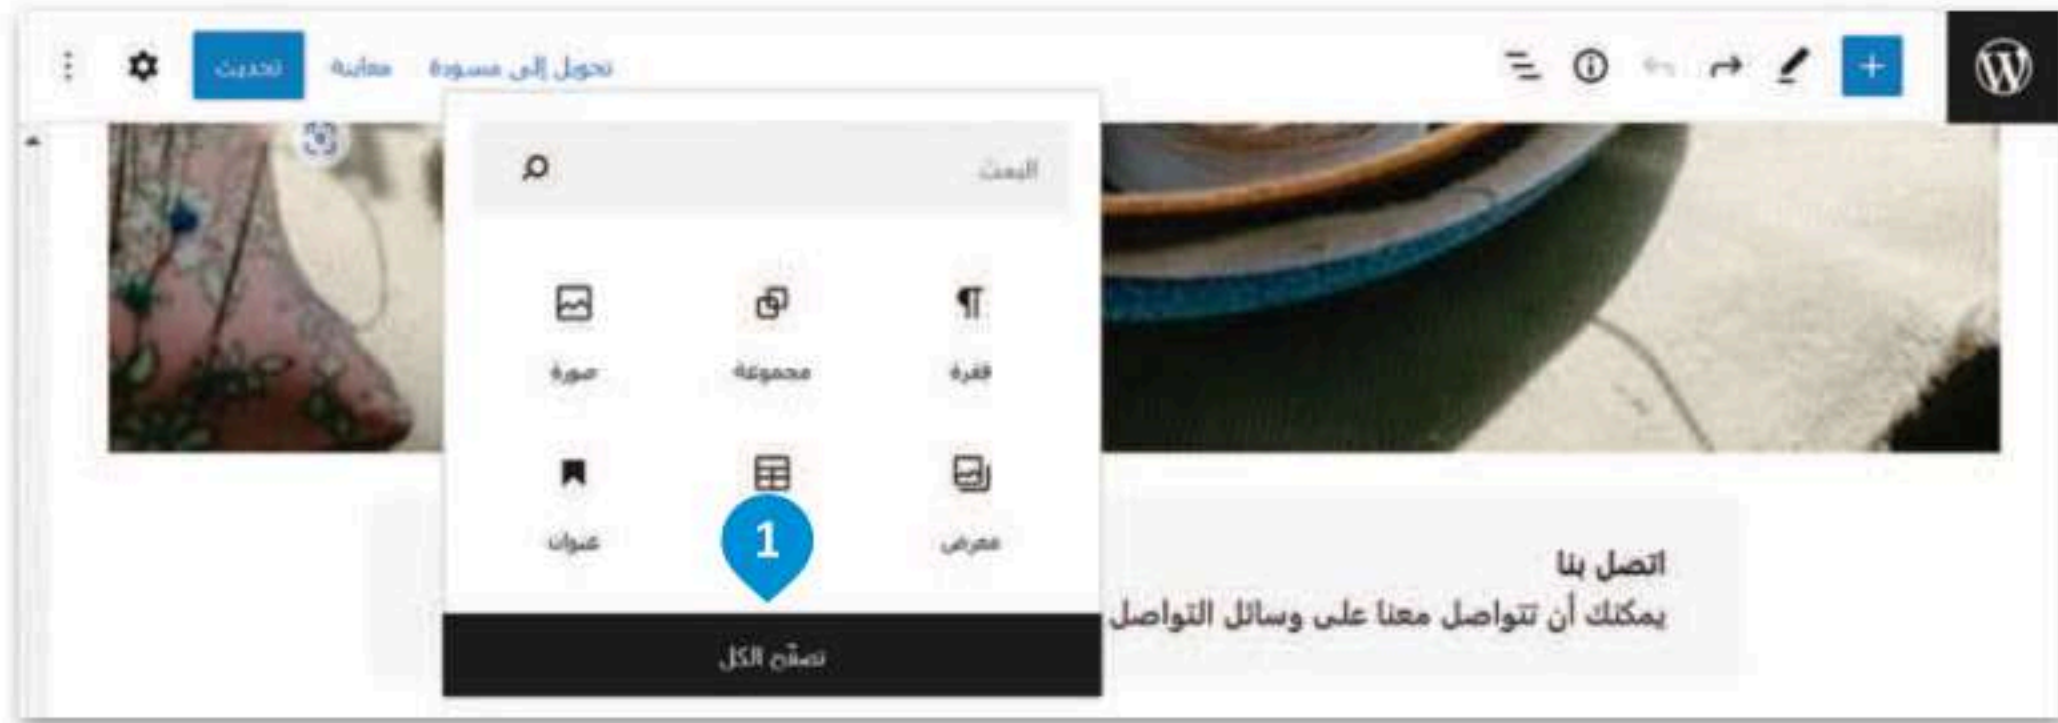 تحويل إلى مسودة
معاينة
تحديث
البحث
فقرة
مجموعة
صورة
معرض
عنوان
1
تصفّح الكل
اتصل بنا
يمكنك أن تتواصل معنا على وسائل التواصل